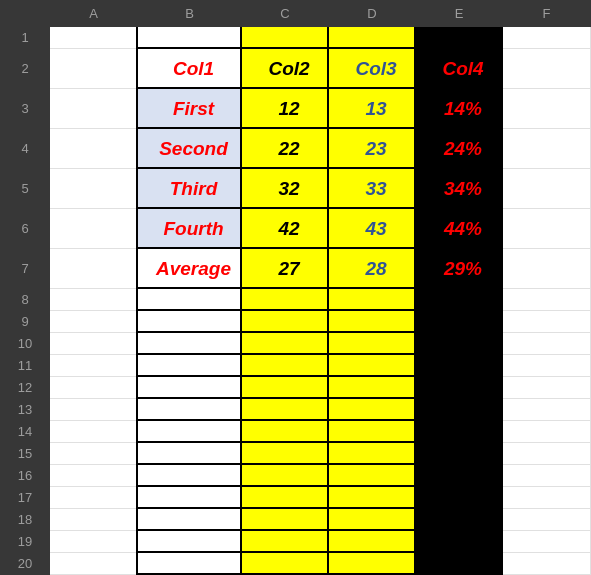 A B C D E F
1
2 Col1 Col2 Col3 Col4
3 First 12 13 14%
4 Second 22 23 24%
5 Third 32 33 34%
6 Fourth 42 43 44%
7 Average 27 28 29%
8
9
10
11
12
13
14
15
16
17
18
19
20